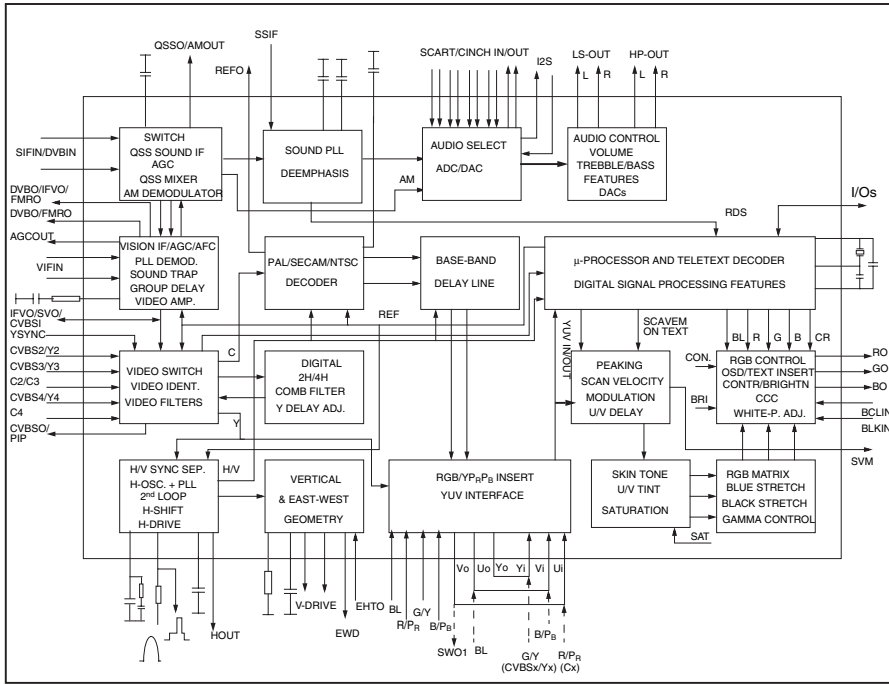 QSSO/AMOUT
SSIF
REFO
SCART/CINCH IN/OUT
I2S
LS-OUT
HP-OUT
L
R
L
R
SIFIN/DVBIN
SWITCH
QSS SOUND IF
AGC
QSS MIXER
AM DEMODULATOR
SOUND PLL
DEEMPHASIS
AM
AUDIO SELECT
ADC/DAC
AUDIO CONTROL
VOLUME
TREBBLE/BASS
FEATURES
DACs
DVBO/IFVO/
FMRO
DVBO/FMRO
AGCOUT
VIFIN
RDS
I/Os
VISION IF/AGC/AFC
PLL DEMOD.
SOUND TRAP
GROUP DELAY
VIDEO AMP.
PAL/SECAM/NTSC
DECODER
BASE-BAND
DELAY LINE
μ-PROCESSOR AND TELETEXT DECODER
DIGITAL SIGNAL PROCESSING FEATURES
IFVO/SVO/
CVBSI
YSYNC
CVBS2/Y2
CVBS3/Y3
C2/C3
CVBS4/Y4
C4
CVBSO/
PIP
REF
C
VIDEO SWITCH
VIDEO IDENT.
VIDEO FILTERS
DIGITAL
2H/4H
COMB FILTER
Y DELAY ADJ.
Y
YUV IN/OUT
SCAVEM
ON TEXT
BL
R
G
B
CR
PEAKING
SCAN VELOCITY
MODULATION
U/V DELAY
CON.
BRI
RGB CONTROL
OSD/TEXT INSERT
CONTR/BRIGHTN
CCC
WHITE-P. ADJ.
RO
GO
BO
BCLIN
BLKIN
SVM
H/V SYNC SEP.
H-OSC. + PLL
2nd LOOP
H-SHIFT
H-DRIVE
H/V
VERTICAL
& EAST-WEST
GEOMETRY
RGB/YPRPB INSERT
YUV INTERFACE
SKIN TONE
U/V TINT
SATURATION
RGB MATRIX
BLUE STRETCH
BLACK STRETCH
GAMMA CONTROL
SAT
Vo
Uo
Yo
Yi
Vi
Ui
HOUT
V-DRIVE
EWD
EHTO
BL
R/PR
G/Y
B/PB
SWO1
BL
B/PB
G/Y
(CVBSx/Yx)
R/PR
(Cx)